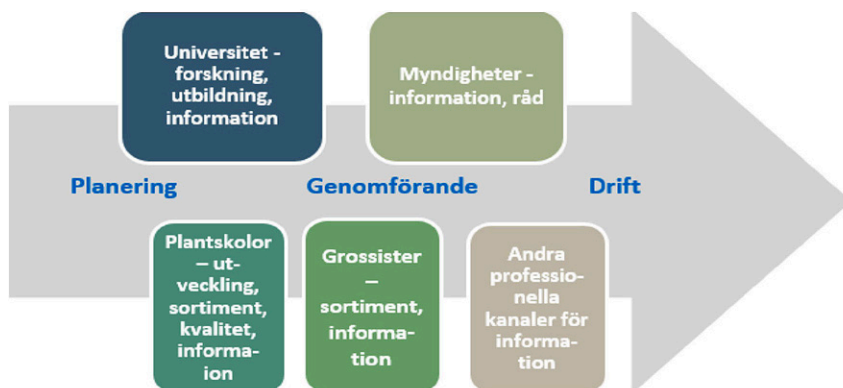 Universitet -
forskning,
utbildning,
information
Myndigheter -
information, råd
Planering
Genomförande
Drift
Plantskolor
– ut-
veckling,
sortiment,
kvalitet,
informa-
ion
Grossister
–
sortiment,
informa-
tion
Andra
professio-
nella
kanaler för
informa-
tion